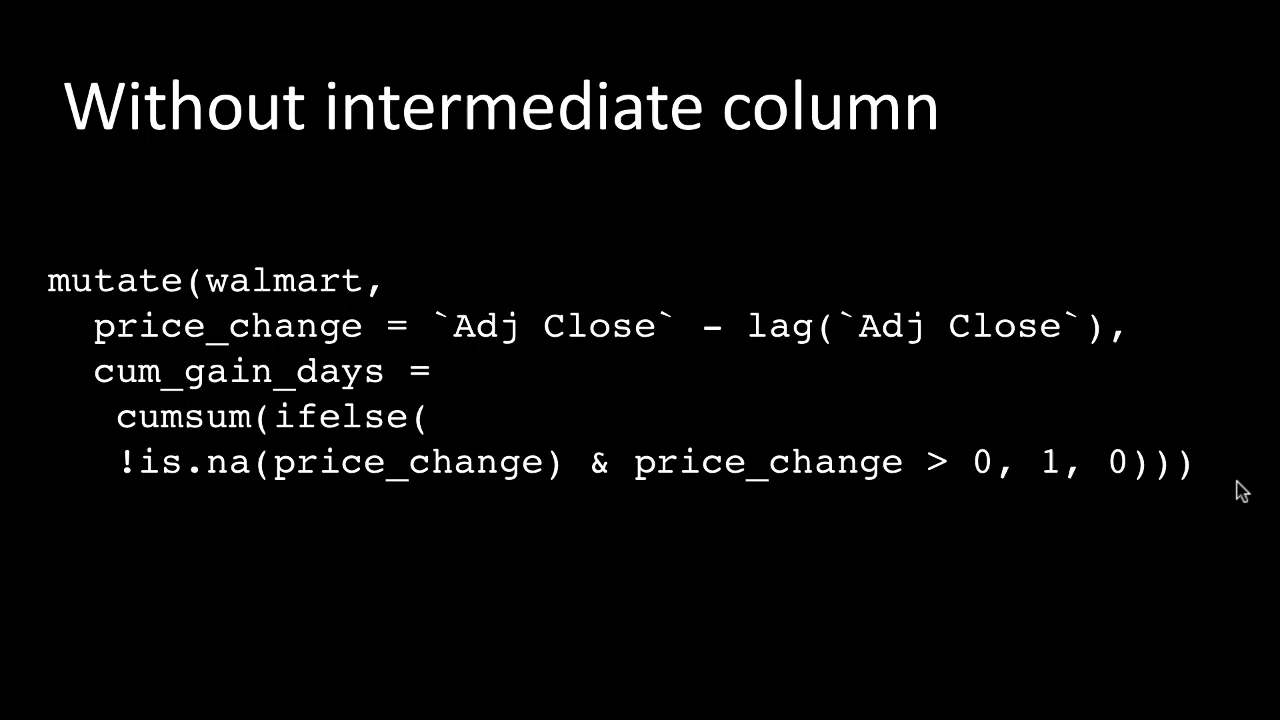 Without intermediate column
mutate(walmart,
  price_change = `Adj Close` - lag(`Adj Close`),
  cum_gain_days =
   cumsum(ifelse(
   !is.na(price_change) & price_change > 0, 1, 0)))